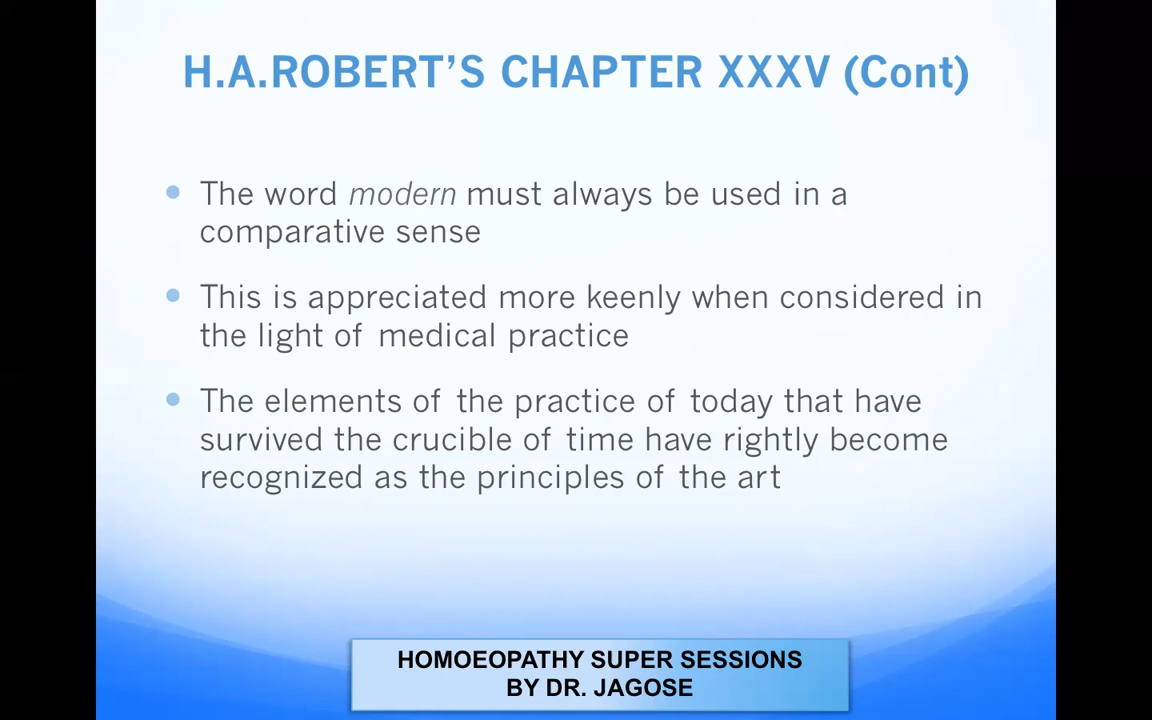 H.A.ROBERT’S CHAPTER XXXV (Cont)
The word modern must always be used in a
comparative sense
This is appreciated more keenly when considered in
the light of medical practice
The elements of the practice of today that have
survived the crucible of time have rightly become
recognized as the principles of the art
HOMOEOPATHY SUPER SESSIONS
BY DR. JAGOSE